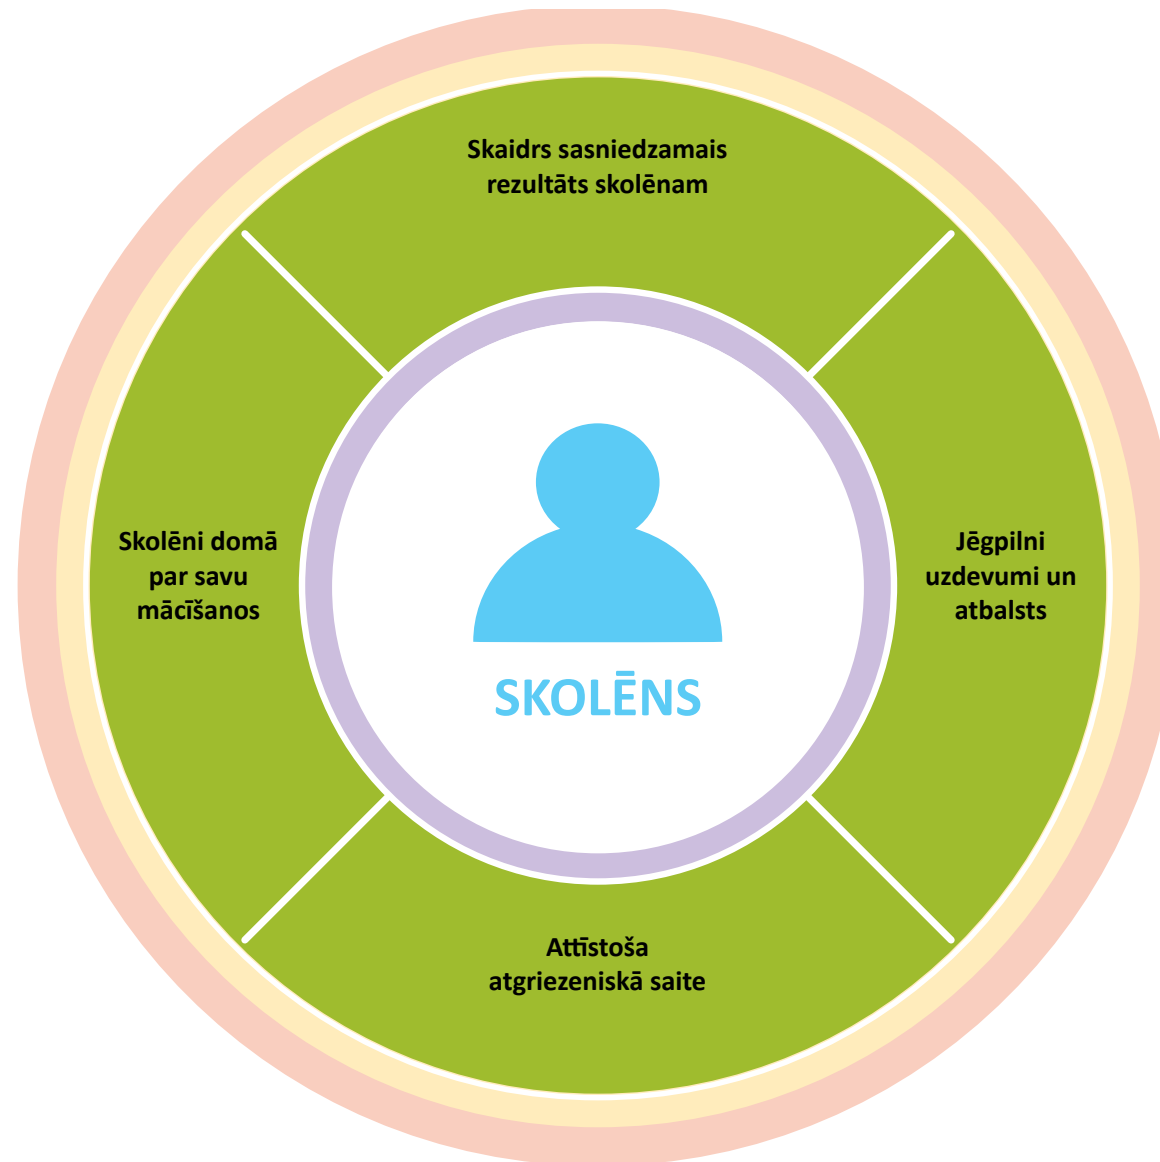 Skaidrs sasniedzamais
rezultāts skolēnam
Skolēni domā
par savu
mācīšanos
Jēgpilni
uzdevumi un
atbalsts
SKOLĒNS
Attīstoša
atgriezeniskā saite